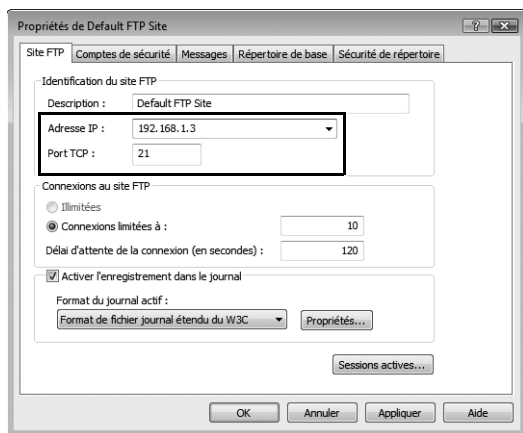 Propriétés de Default FTP Site
Site FTP Comptes de sécurité Messages Répertoire de base Sécurité de répertoire
Identification du site FTP
Description : Default FTP Site
Adresse IP : 192.168.1.3
Port TCP : 21
Connexions au site FTP
Illimitées
Connexions limitées à : 10
Délai d'attente de la connexion (en secondes) : 120
Activer l'enregistrement dans le journal
Format du journal actif :
Format de fichier journal étendu du W3C Propriétés...
Sessions actives...
OK Annuler Appliquer Aide